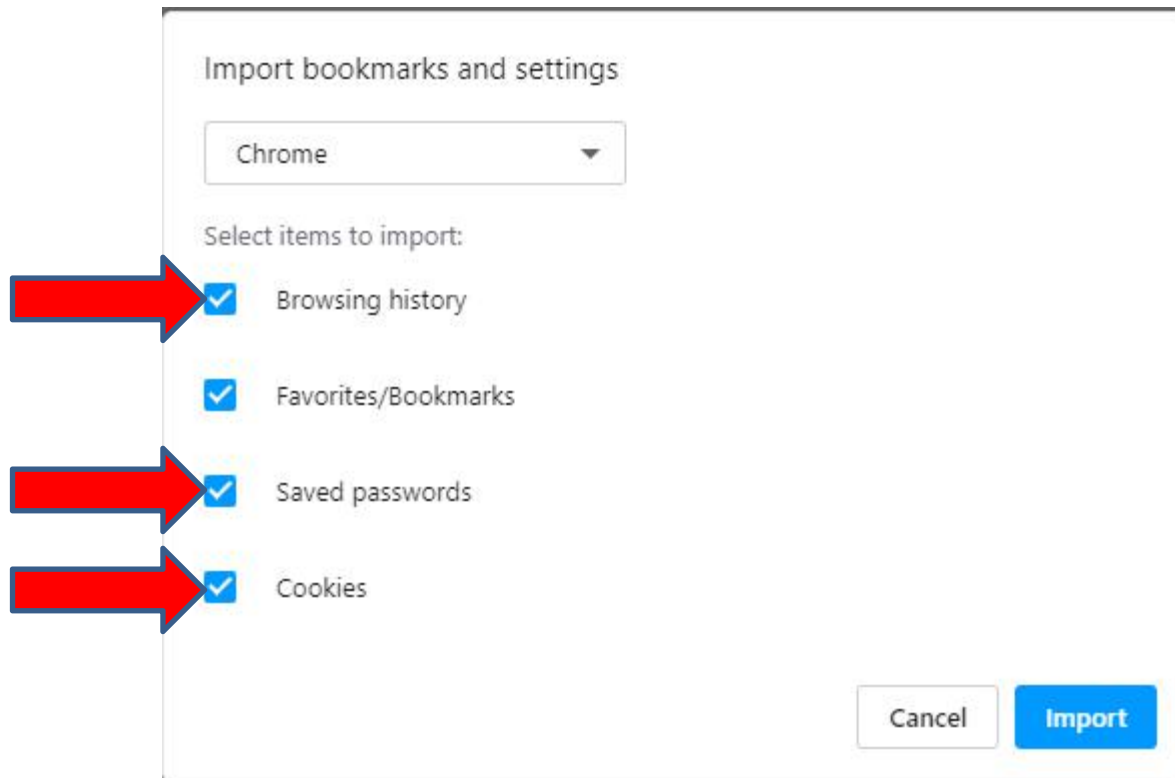 Import bookmarks and settings
Chrome
Select items to import:
Browsing history
Favorites/Bookmarks
Saved passwords
Cookies
Cancel
Import